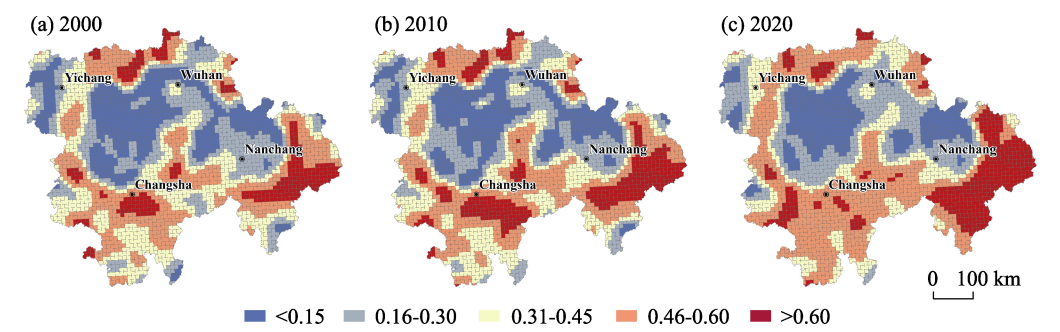 (a) 2000
(b) 2010
(c) 2020
Yichang
Wuhan
Nanchang
Changsha
Yichang
Wuhan
Nanchang
Changsha
Yichang
Wuhan
Nanchang
Changsha
0 100 km
<0.15 0.16-0.30 0.31-0.45 0.46-0.60 >0.60